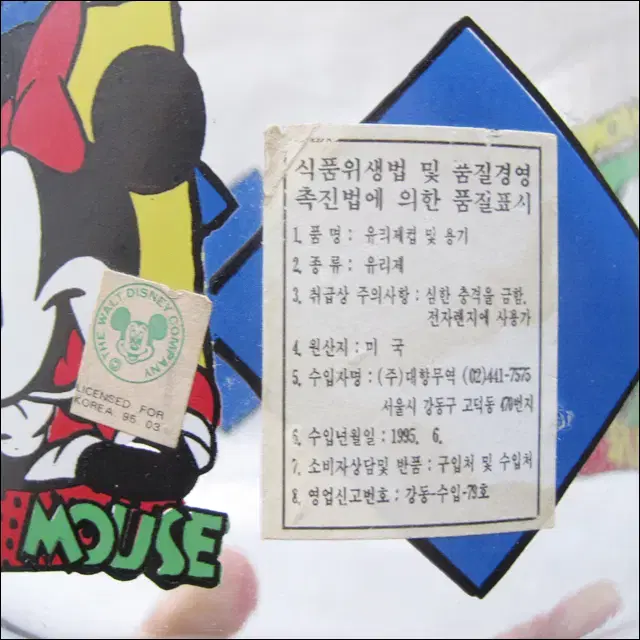 식품위생법 및 품질경영
촉진법에 의한 품질표시
1. 품 명 : 유리제컵 및 용기
2. 종 류 : 유리제
3. 취급상 주의사항 : 심한 충격을 금함.
전자랜지에 사용가
4. 원산지 : 미 국
5. 수입자명 : (주)대항무역 (02)441-7575
서울시 강동구 고덕동 470번지
6. 수입년월일 : 1995. 6.
7. 소비자상담및 반품 : 구입처 및 수입처
8. 영업신고번호 : 강동-수입-79호
© THE WALT DISNEY COMPANY
LICENSED FOR
KOREA 95 03
MOUSE